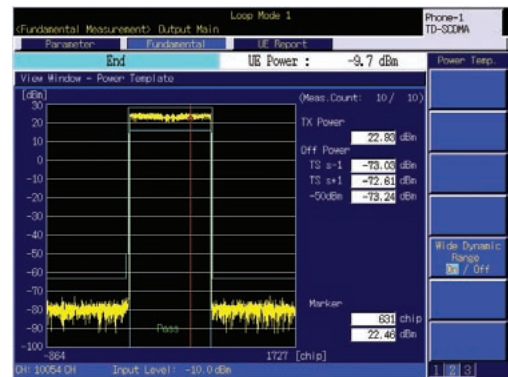 Loop Mode 1
Phone-1
TD-SCDMA
<Fundamental Measurement> Output Main
Parameter Fundamental UE Report
End UE Power : -9.7 dBm Power Temp.
View Window - Power Template
[dBm] (Meas.Count: 10/ 10)
30
20
TX Power
22.93 dBm
10
Off Power
0
TS s-1 -73.03 dBm
-10
TS s+1 -72.61 dBm
-20
-50dBm -73.24 dBm
-30
-40
-50
Wide Dynamic
Range
On / Off
-60
-70
Marker
-80
631 chip
-90
Pass
22.46 dBm
-100
-864 1727 [chip]
CH: 10054 CH Input Level: -10.0 dBm 1 2 3